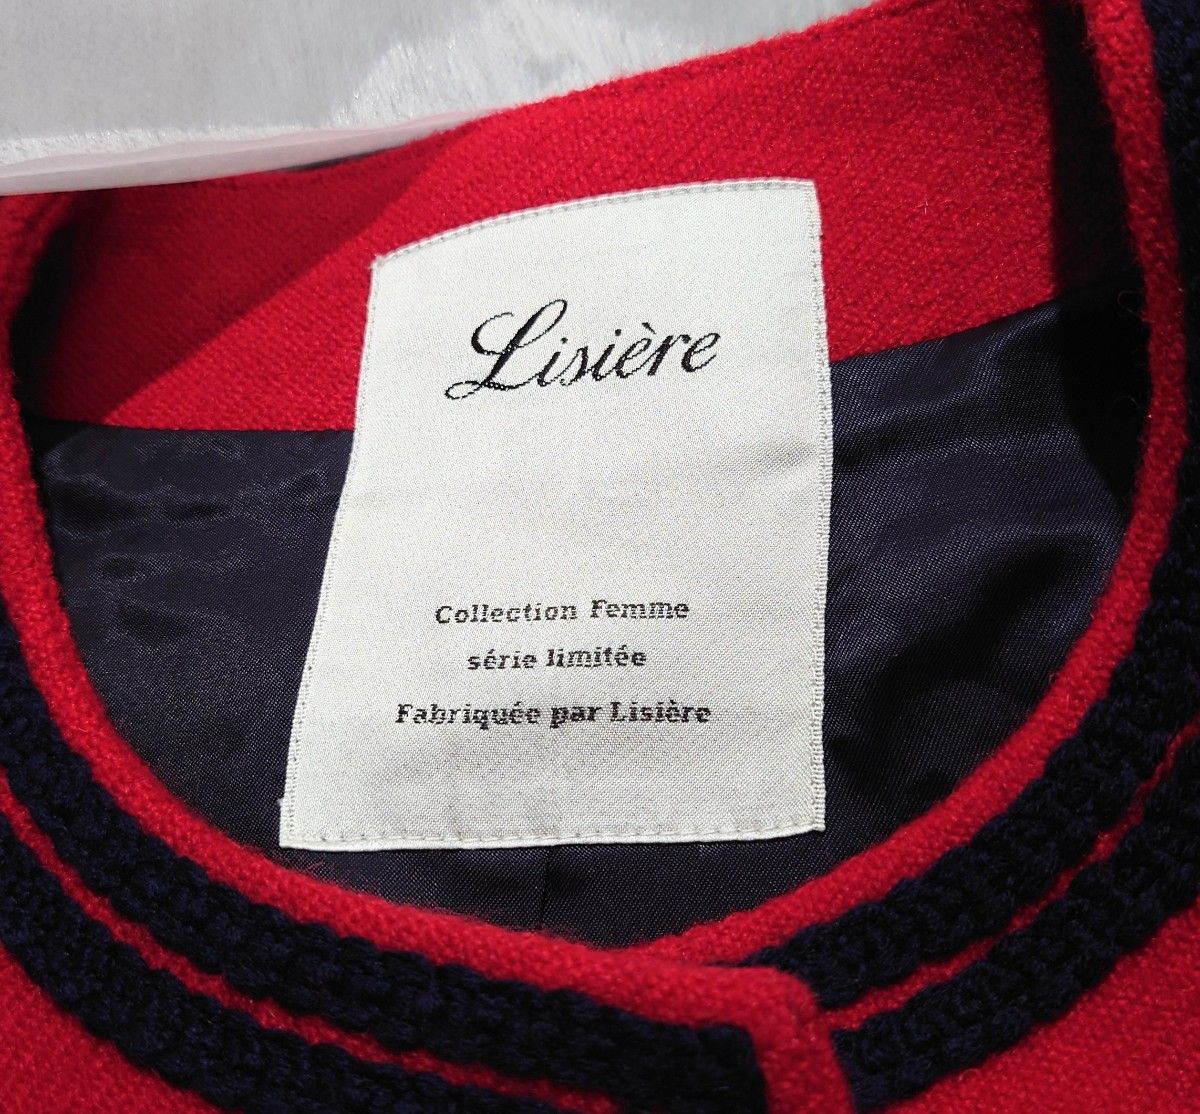 Lisière
Collection Femme
série limitée
Fabriquée par Lisière